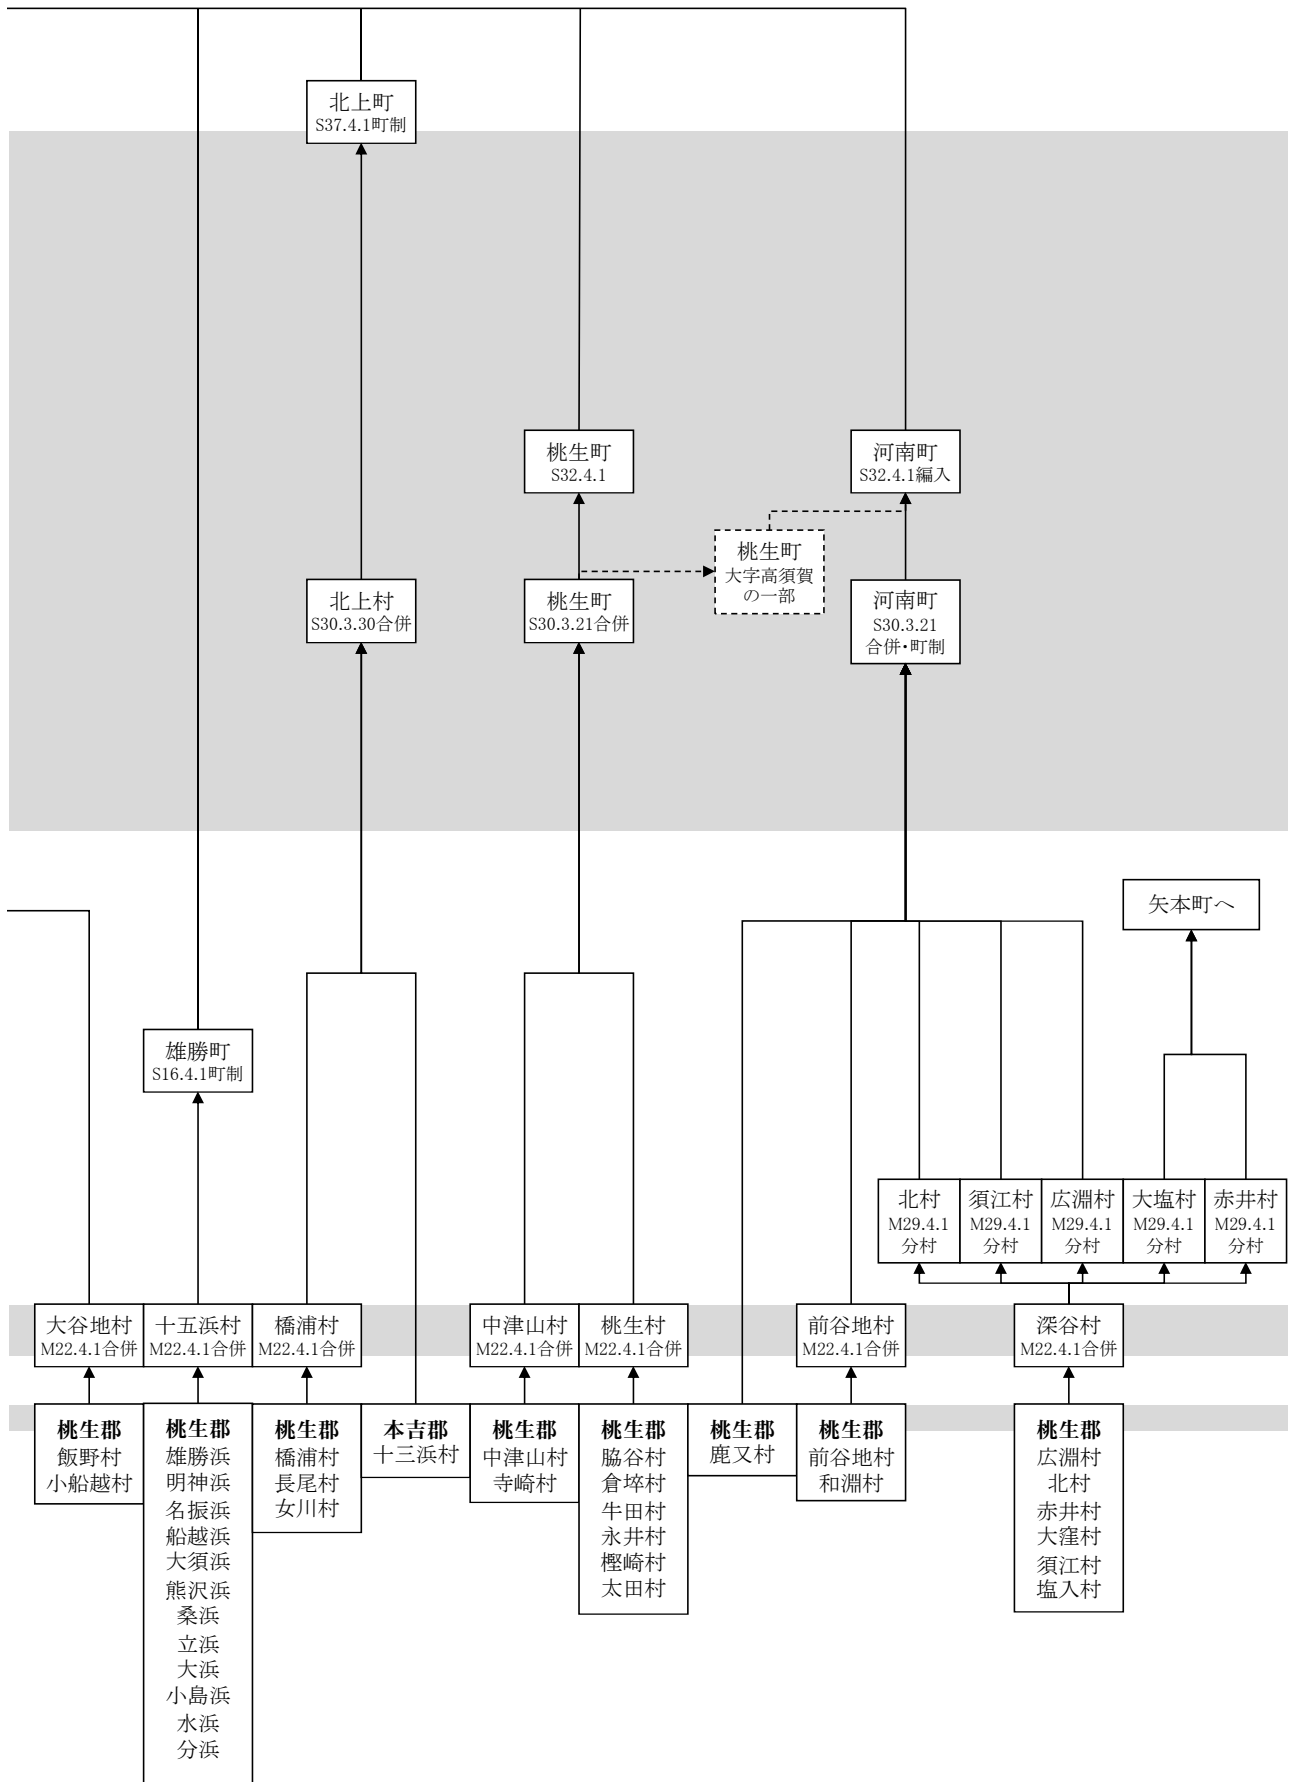 北上町
S37.4.1町制
桃生町
S32.4.1
河南町
S32.4.1編入
桃生町
大字高須賀
の一部
北上村
S30.3.30合併
桃生町
S30.3.21合併
河南町
S30.3.21
合併・町制
矢本町へ
雄勝町
S16.4.1町制
北村
M29.4.1
分村
須江村
M29.4.1
分村
広淵村
M29.4.1
分村
大塩村
M29.4.1
分村
赤井村
M29.4.1
分村
大谷地村
M22.4.1合併
十五浜村
M22.4.1合併
橋浦村
M22.4.1合併
中津山村
M22.4.1合併
桃生村
M22.4.1合併
前谷地村
M22.4.1合併
深谷村
M22.4.1合併
桃生郡
飯野村
小船越村
桃生郡
雄勝浜
明神浜
名振浜
船越浜
大須浜
熊沢浜
桑浜
立浜
大浜
小島浜
水浜
分浜
桃生郡
橋浦村
長尾村
女川村
本吉郡
十三浜村
桃生郡
中津山村
寺崎村
桃生郡
脇谷村
倉埣村
牛田村
永井村
樫崎村
太田村
桃生郡
鹿又村
桃生郡
前谷地村
和淵村
桃生郡
広淵村
北村
赤井村
大窪村
須江村
塩入村